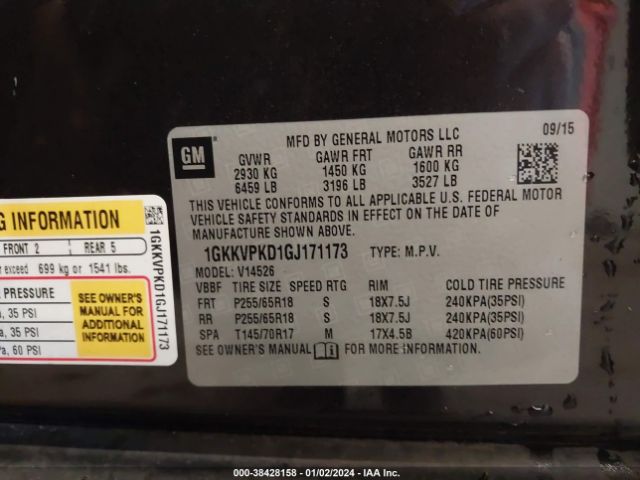 GM
MFD BY GENERAL MOTORS LLC 09/15
GVWR GAWR FRT GAWR RR
2930 KG 1450 KG 1600 KG
6459 LB 3196 LB 3527 LB
THIS VEHICLE CONFORMS TO ALL APPLICABLE U.S. FEDERAL MOTOR
VEHICLE SAFETY STANDARDS IN EFFECT ON THE DATE OF
MANUFACTURE SHOWN ABOVE.
1GKKVPKD1GJ171173 TYPE: M.P.V.
MODEL: V14526
VBBF TIRE SIZE SPEED RTG RIM COLD TIRE PRESSURE
FRT P255/65R18 S 18X7.5J 240KPA(35PSI)
RR P255/65R18 S 18X7.5J 240KPA(35PSI)
SPA T145/70R17 M 17X4.5B 420KPA(60PSI)
SEE OWNER'S MANUAL FOR MORE INFORMATION.
G INFORMATION
FRONT 2 REAR 5
exceed 699 kg or 1541 lbs.
E PRESSURE
a, 35 PSI
a, 35 PSI
Pa, 60 PSI
SEE OWNER'S
MANUAL FOR
ADDITIONAL
INFORMATION
1GKKVPKD1GJ171173
000-38428158 - 01/02/2024 - IAA Inc.